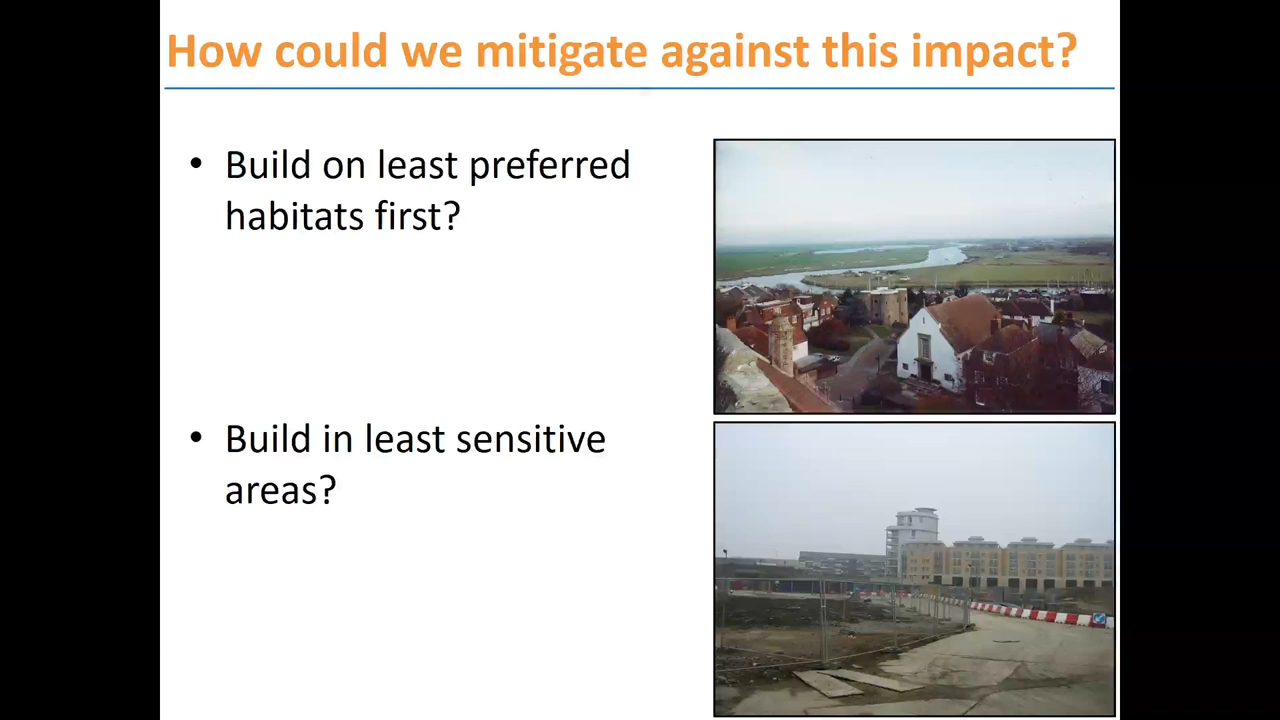 How could we mitigate against this impact?
• Build on least preferred
habitats first?
• Build in least sensitive
areas?